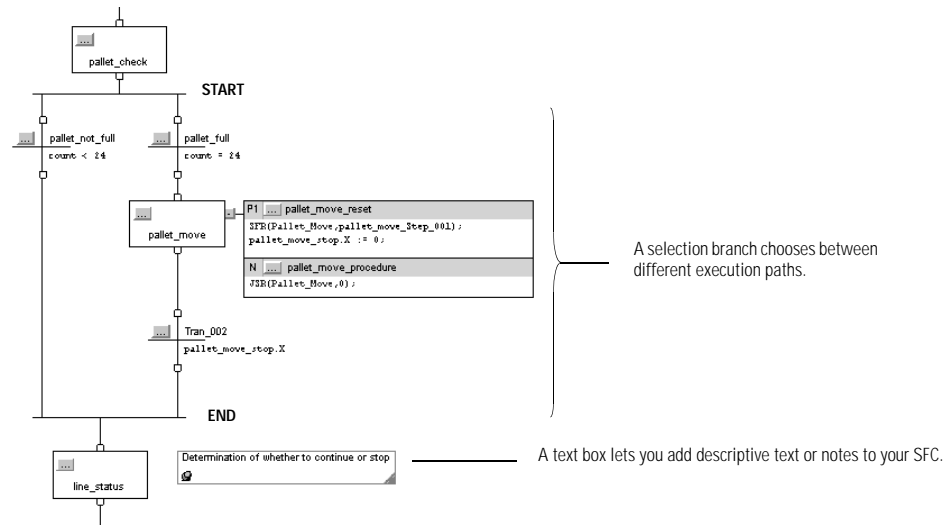 ...
pallet_check
START
... pallet_not_full
count < 24
... pallet_full
count = 24
...
pallet_move
P1 ... pallet_move_reset
SFR(Pallet_Move,pallet_move_Step_001);
pallet_move_stop.X := 0;
N ... pallet_move_procedure
JSR(Pallet_Move,0);
A selection branch chooses between
different execution paths.
... Tran_002
pallet_move_stop.X
END
...
line_status
Determination of whether to continue or stop
A text box lets you add descriptive text or notes to your SFC.